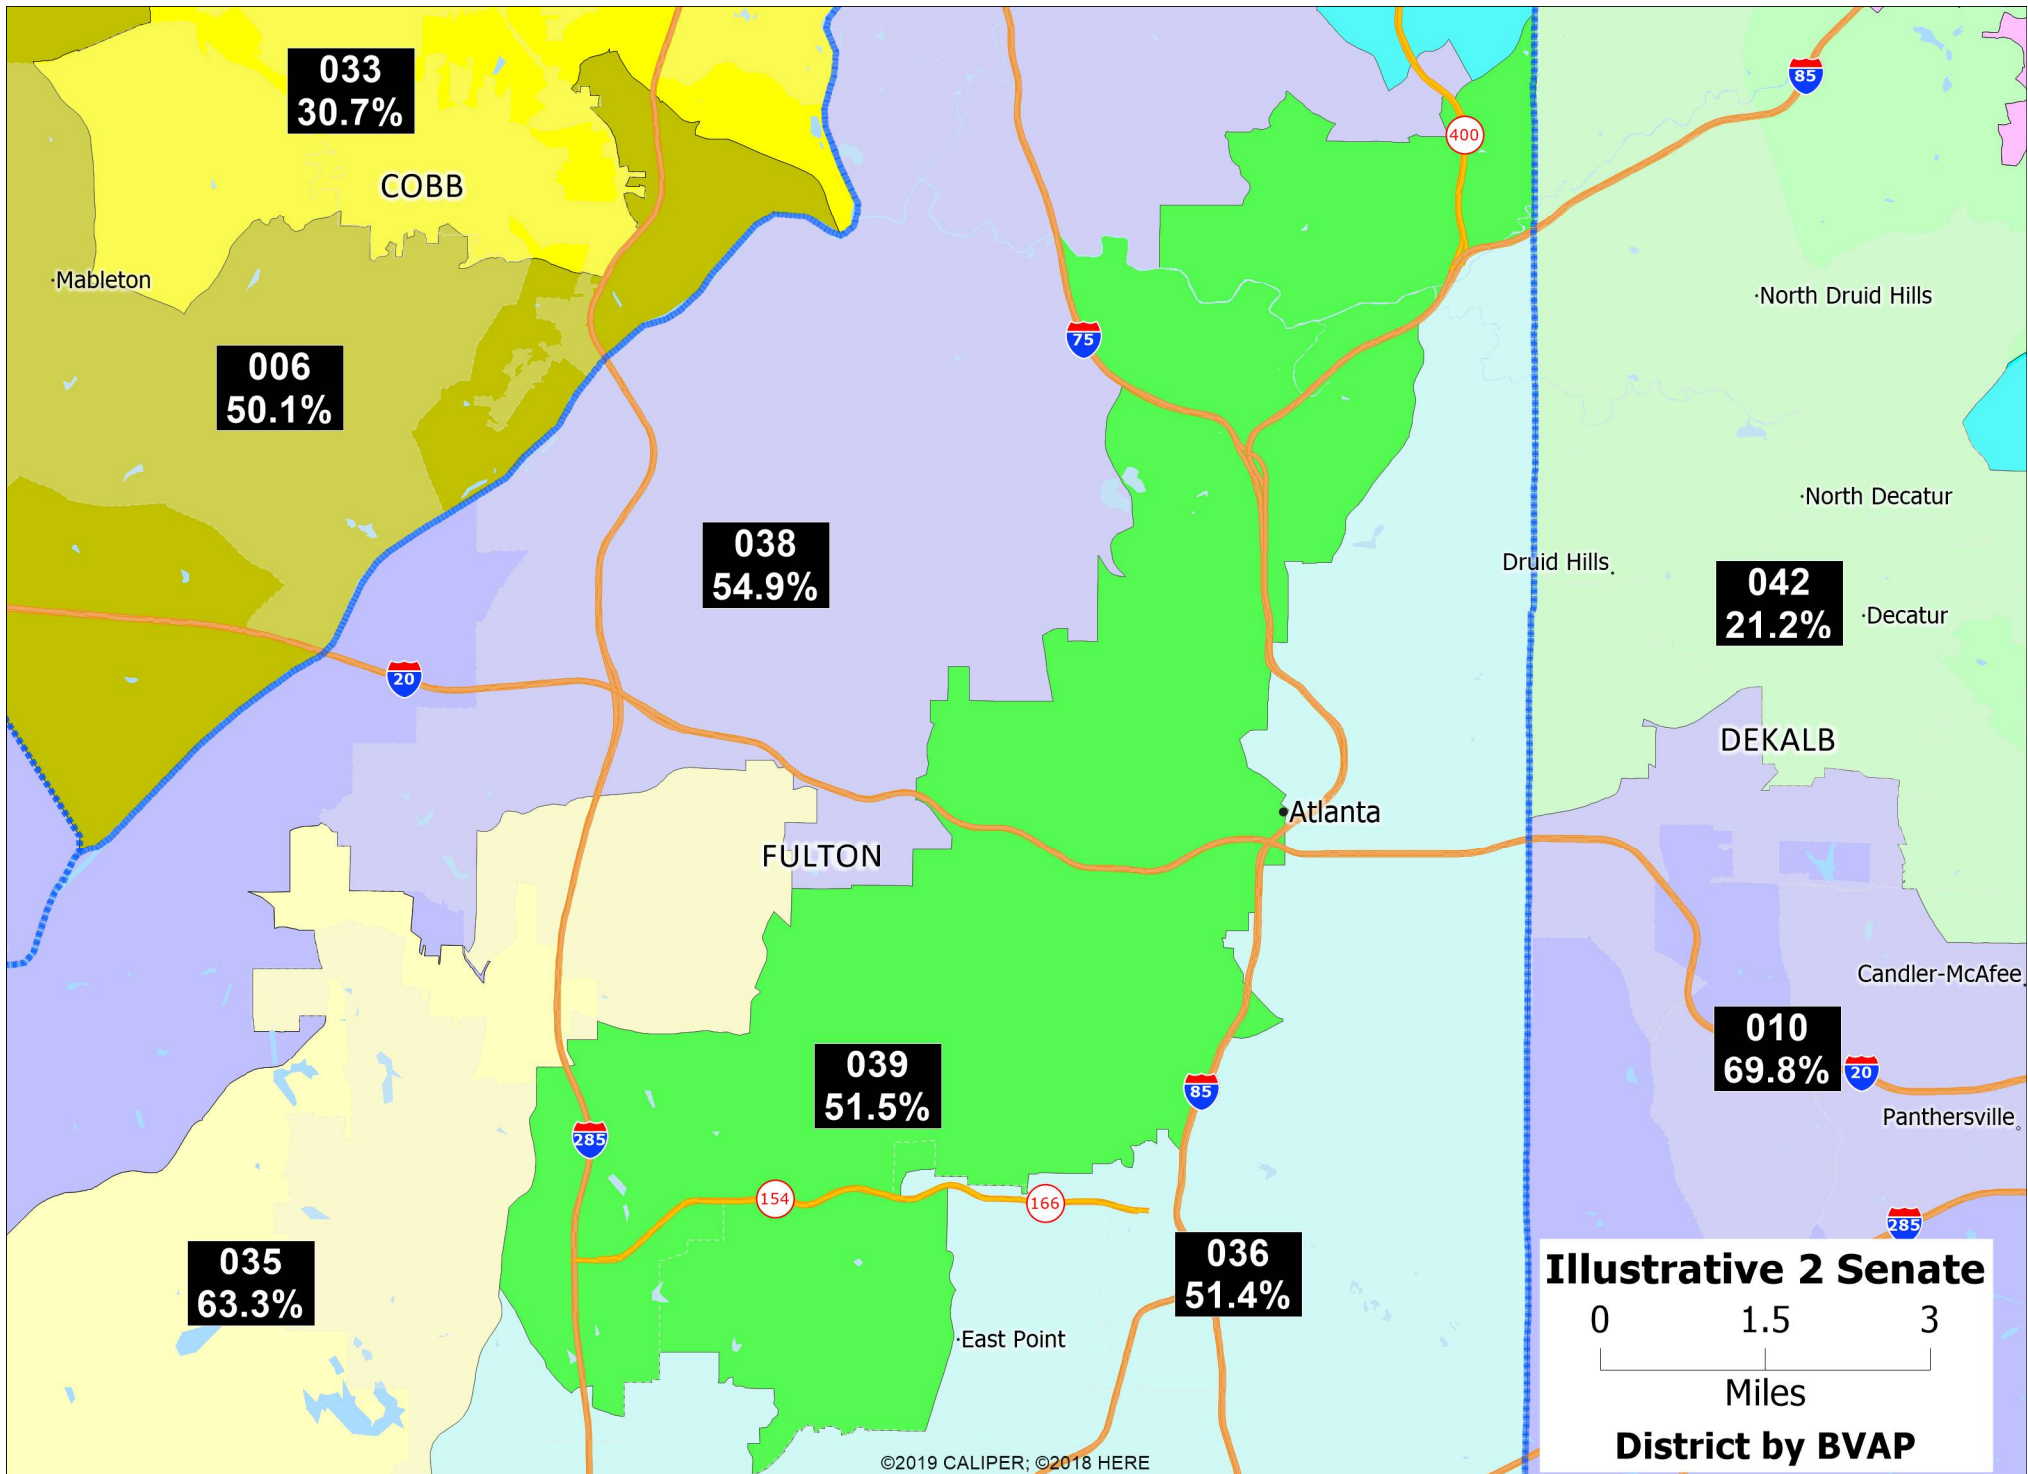 033
30.7%
85
400
COBB
Mableton
North Druid Hills
75
006
50.1%
North Decatur
038
54.9%
Druid Hills
042
21.2%
Decatur
20
DEKALB
Atlanta
FULTON
Candler-McAfee
010
69.8%
039
51.5%
20
85
Panthersville
285
154
166
285
036
51.4%
035
63.3%
East Point
Illustrative 2 Senate
0 1.5 3
Miles
District by BVAP
©2019 CALIPER; ©2018 HERE